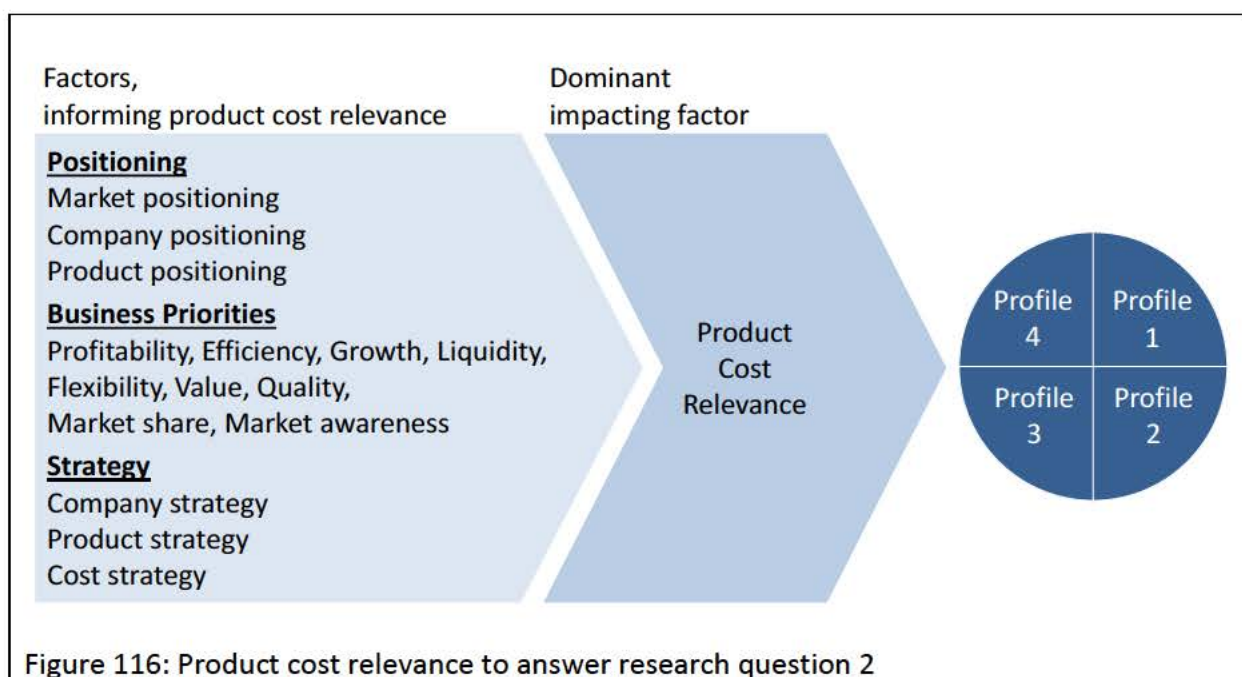 Factors,
informing product cost relevance
Dominant
impacting factor
Positioning
Market positioning
Company positioning
Product positioning
Business Priorities
Profitability, Efficiency, Growth, Liquidity,
Flexibility, Value, Quality,
Market share, Market awareness
Strategy
Company strategy
Product strategy
Cost strategy
Product
Cost
Relevance
Profile
4
Profile
1
Profile
3
Profile
2
Figure 116: Product cost relevance to answer research question 2